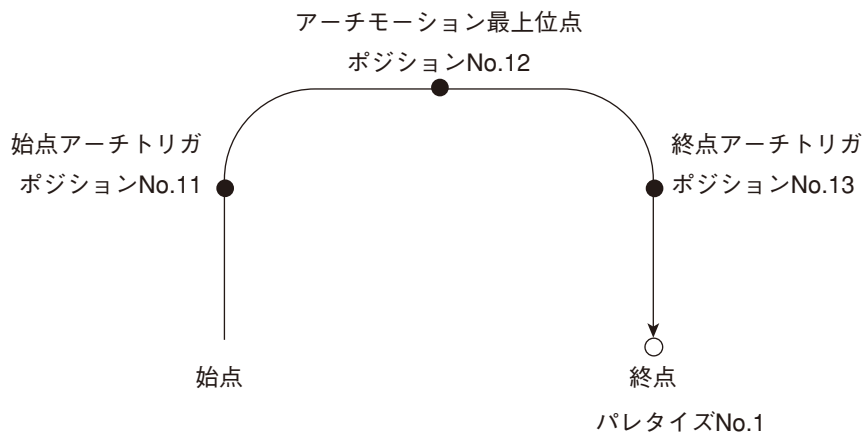 アーチモーション最上位点
ポジションNo.12
始点アーチトリガ
ポジションNo.11
終点アーチトリガ
ポジションNo.13
始点
終点
パレタイズNo.1